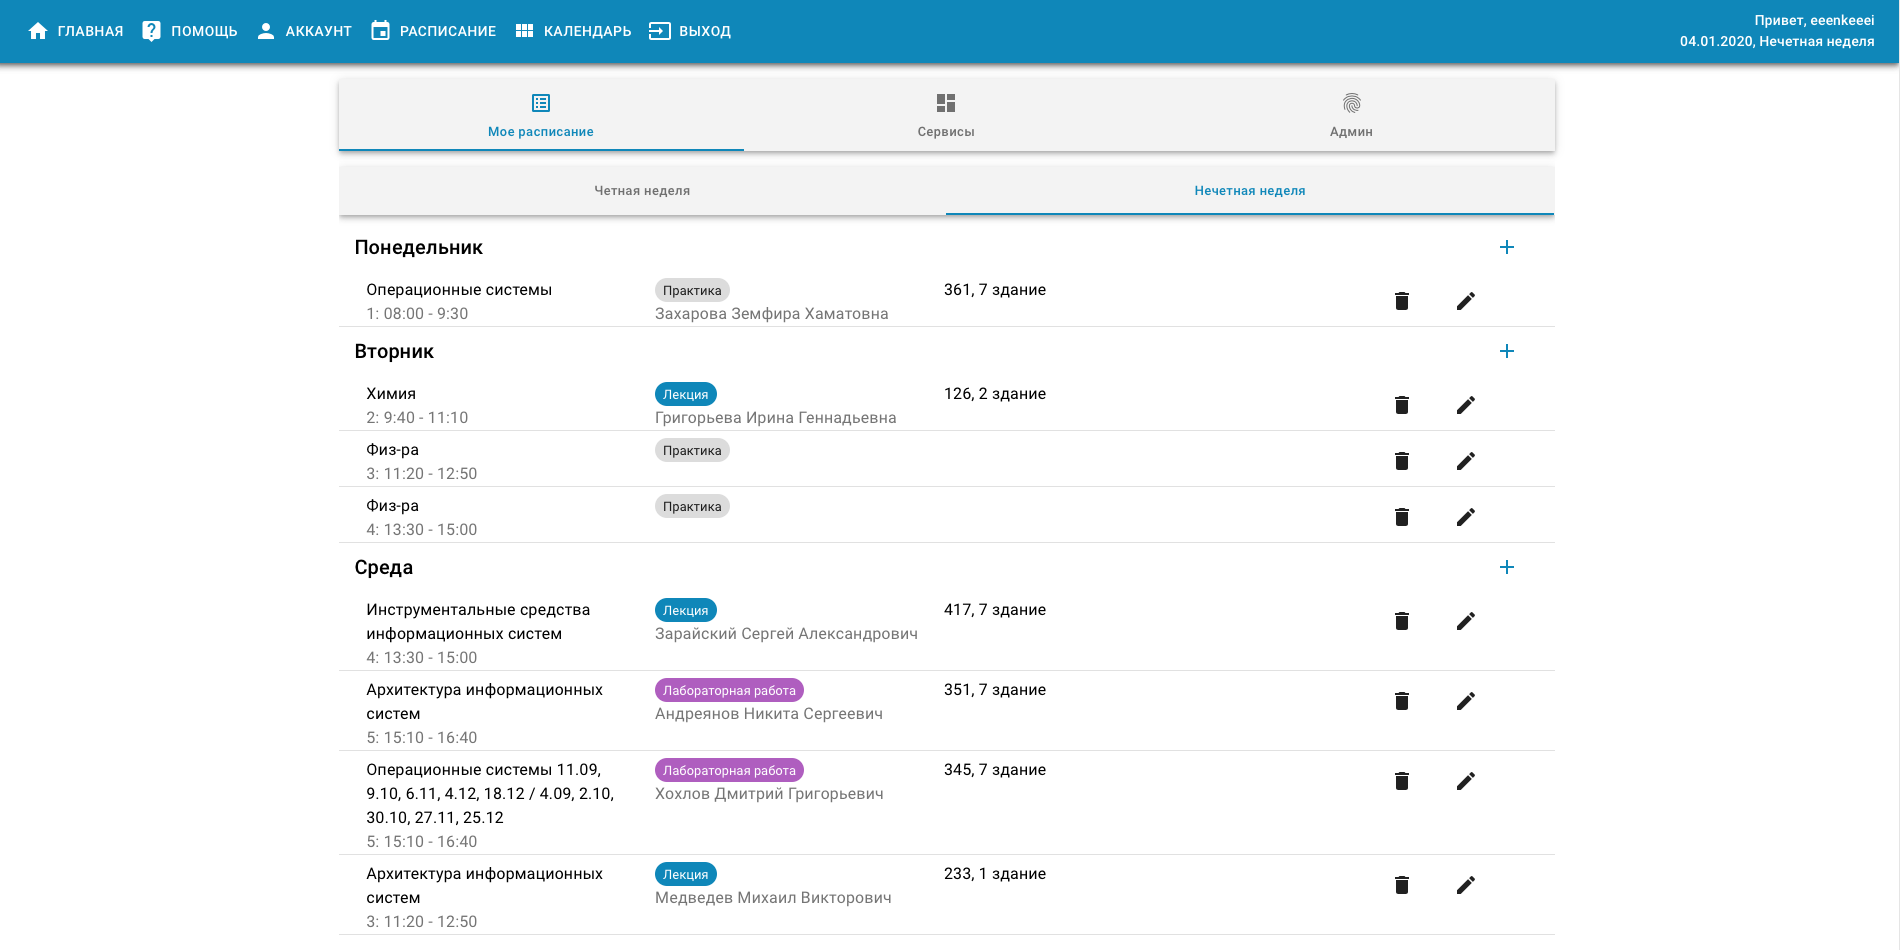 ГЛАВНАЯ ПОМОЩЬ АККАУНТ РАСПИСАНИЕ КАЛЕНДАРЬ ВЫХОД
Привет, eeenkeeei
04.01.2020, Нечетная неделя
Мое расписание Сервисы Админ
Четная неделя Нечетная неделя
Понедельник
Операционные системы Практика 361, 7 здание
1: 08:00 - 9:30 Захарова Земфира Хаматовна
Вторник
Химия Лекция 126, 2 здание
2: 9:40 - 11:10 Григорьева Ирина Геннадьевна
Физ-ра Практика
3: 11:20 - 12:50
Физ-ра Практика
4: 13:30 - 15:00
Среда
Инструментальные средства Лекция 417, 7 здание
информационных систем Зарайский Сергей Александрович
4: 13:30 - 15:00
Архитектура информационных Лабораторная работа 351, 7 здание
систем Андреянов Никита Сергеевич
5: 15:10 - 16:40
Операционные системы 11.09, Лабораторная работа 345, 7 здание
9.10, 6.11, 4.12, 18.12 / 4.09, 2.10, Хохлов Дмитрий Григорьевич
30.10, 27.11, 25.12
5: 15:10 - 16:40
Архитектура информационных Лекция 233, 1 здание
систем Медведев Михаил Викторович
3: 11:20 - 12:50